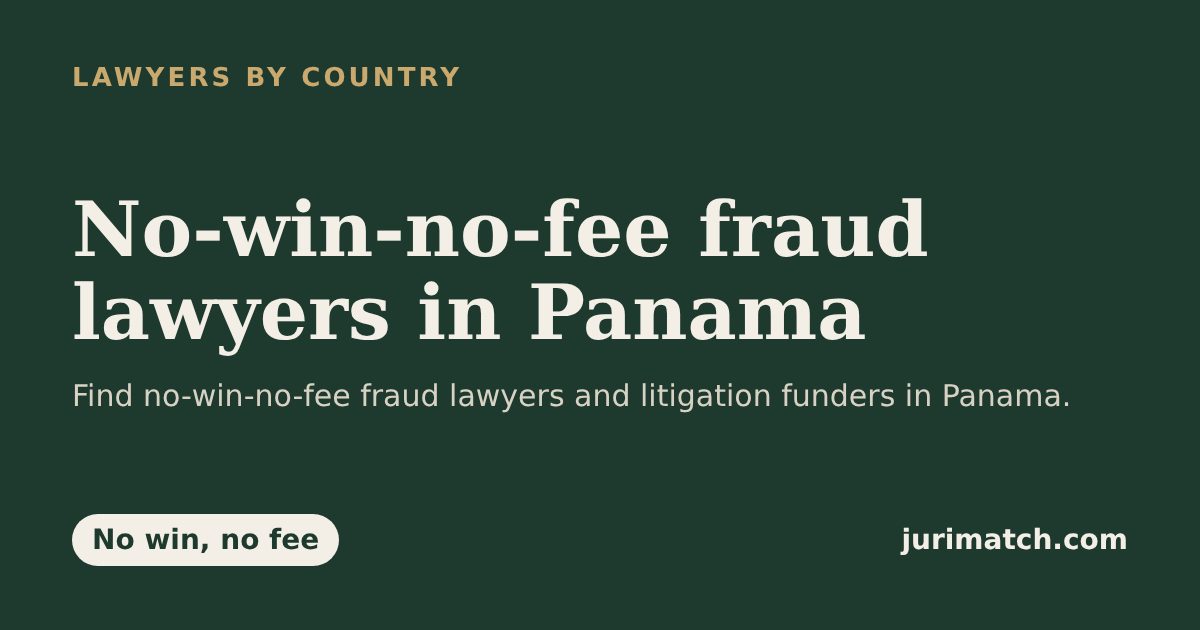 LAWYERS BY COUNTRY
No-win-no-fee fraud
lawyers in Panama
Find no-win-no-fee fraud lawyers and litigation funders in Panama.
No win, no fee
jurimatch.com